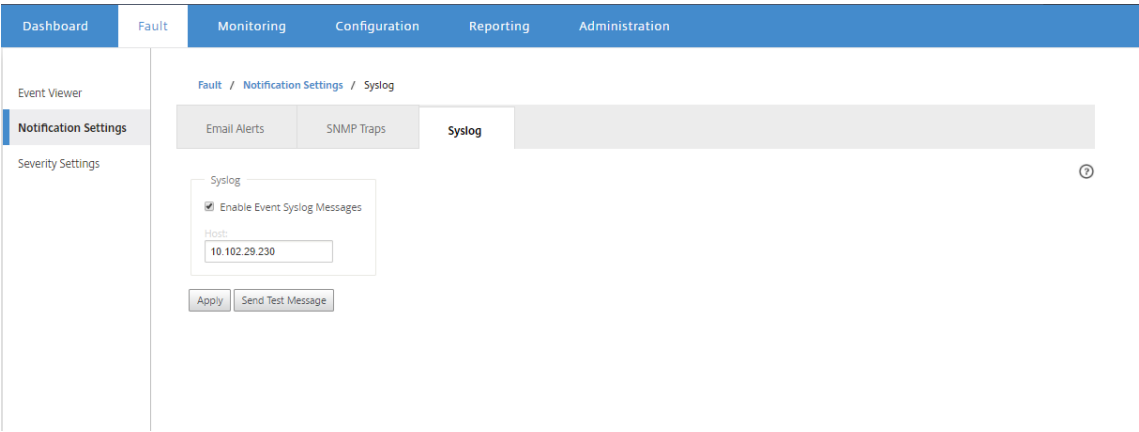 Dashboard Fault Monitoring Configuration Reporting Administration
Fault / Notification Settings / Syslog
Event Viewer
Notification Settings
Severity Settings
Email Alerts SNMP Traps Syslog
?
Syslog
Enable Event Syslog Messages
Host:
10.102.29.230
Apply Send Test Message